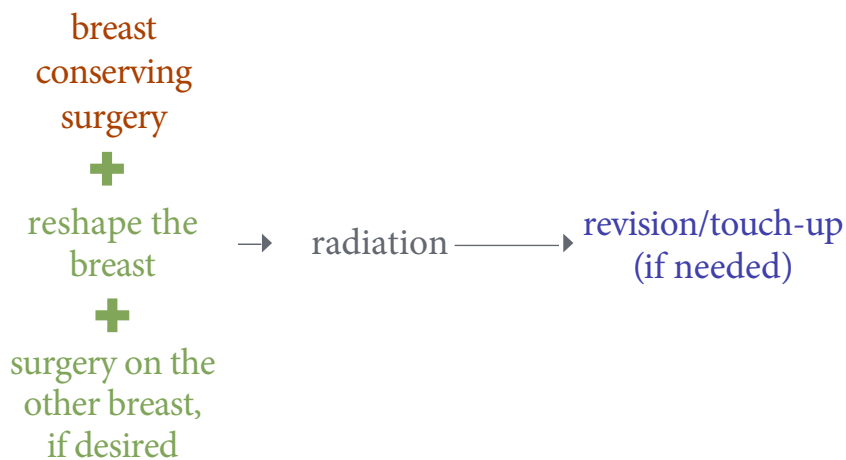 breast
conserving
surgery
+
reshape the
breast
+
surgery on the
other breast,
if desired
radiation
revision/touch-up
(if needed)